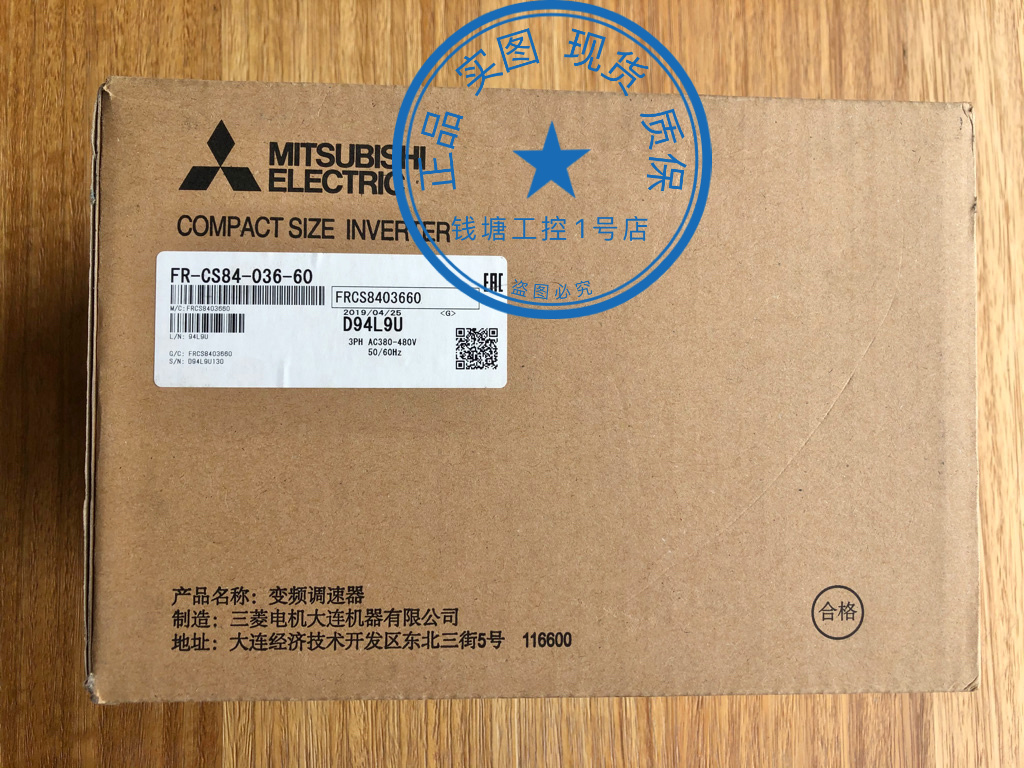 正品 实图 现货 质保
MITSUBISHI
ELECTRIC
COMPACT SIZE INVERTER
钱塘工控1号店
盗图必究
FR-CS84-036-60
EAC
M/C: FRCS8403660
FRCS8403660
2019/04/25 <G>
D94L9U
L/N: 94L9U
3PH AC380-480V
50/60Hz
G/C: FRCS8403660
S/N: D94L9U130
产品名称：变频调速器
制造：三菱电机大连机器有限公司
地址：大连经济技术开发区东北三街5号 116600
合格